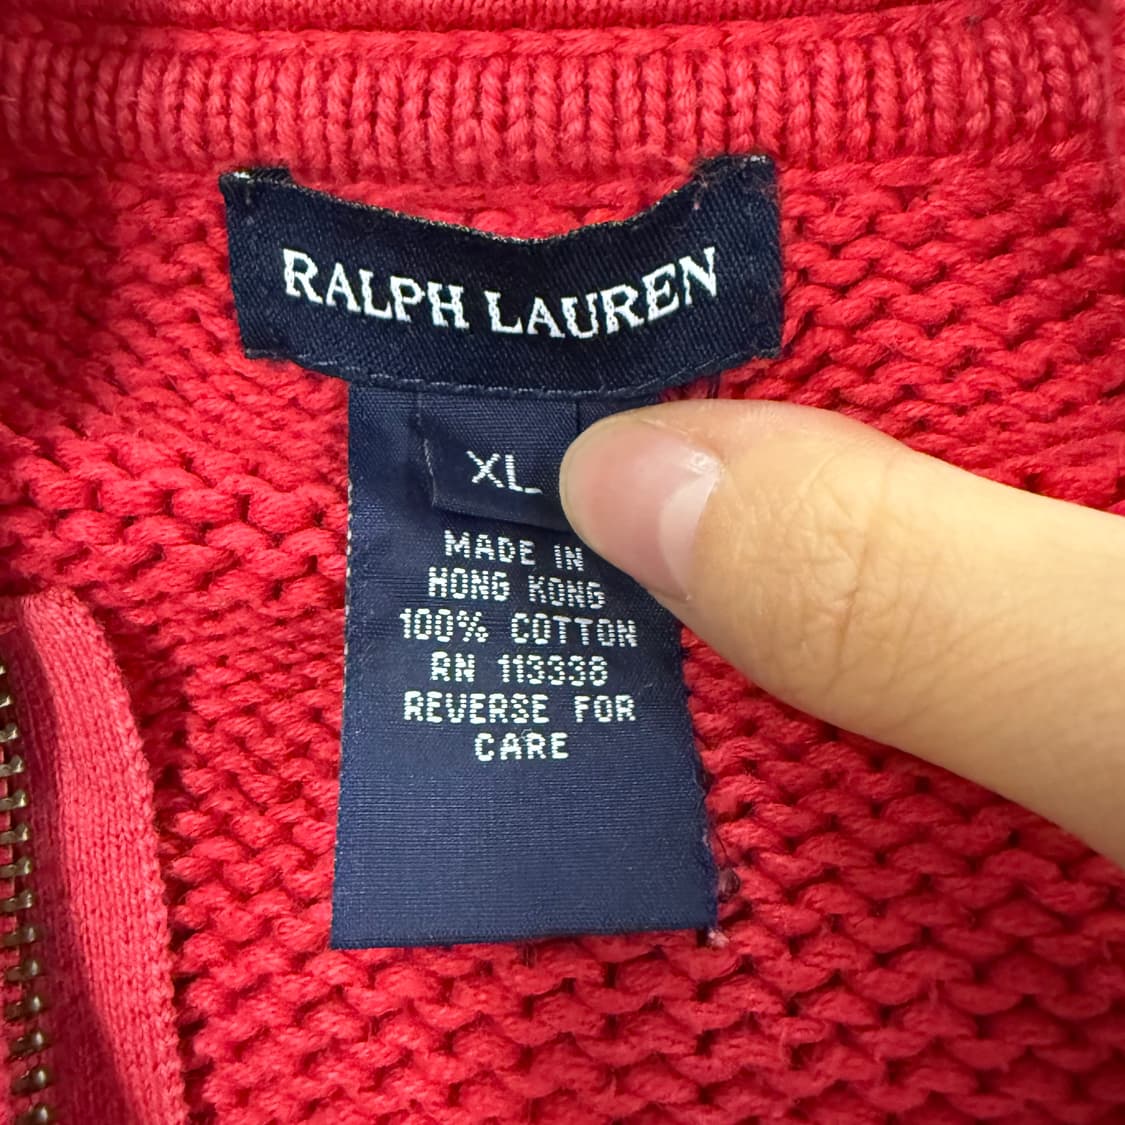 RALPH LAUREN
XL
MADE IN
HONG KONG
100% COTTON
RN 113338
REVERSE FOR
CARE